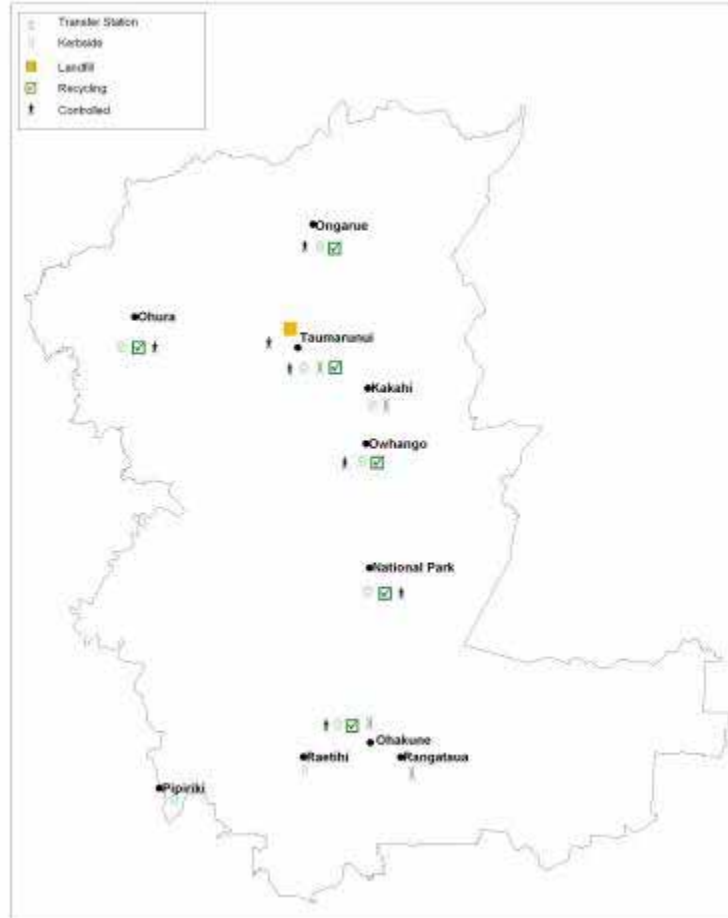 Transfer Station
Kerbside
Landfill
Recycling
Controlled
Ongarue
Ohura
Taumarunui
Kakahi
Owhango
National Park
Ohakune
Raetihi
Rangataua
Pipiriki